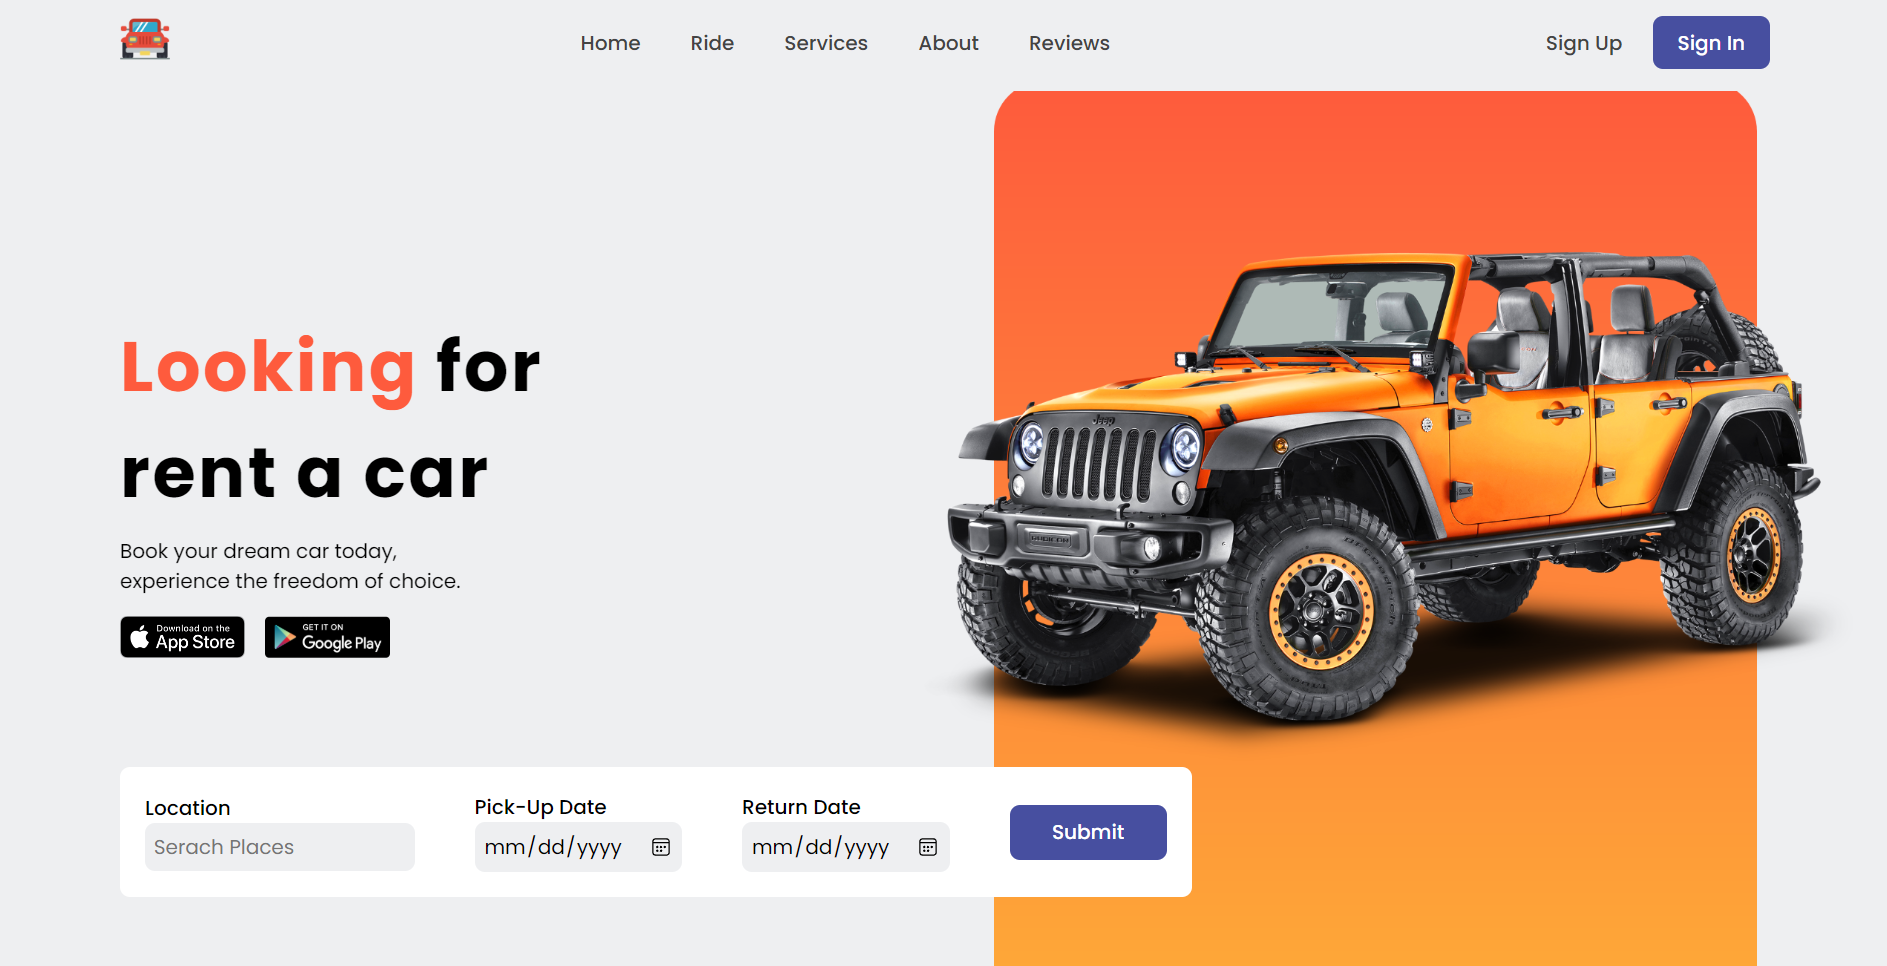 Home Ride Services About Reviews Sign Up Sign In
Looking for
rent a car
Book your dream car today,
experience the freedom of choice.
Download on the
App Store
GET IT ON
Google Play
Jeep
RUBICON
Location
Serach Places
Pick-Up Date
mm/dd/yyyy
Return Date
mm/dd/yyyy
Submit